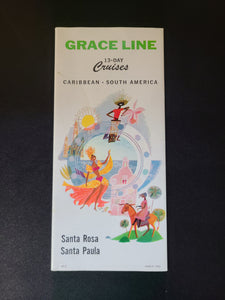 GRACE LINE
13-DAY
Cruises
CARIBBEAN · SOUTH AMERICA
Santa Rosa
Santa Paula